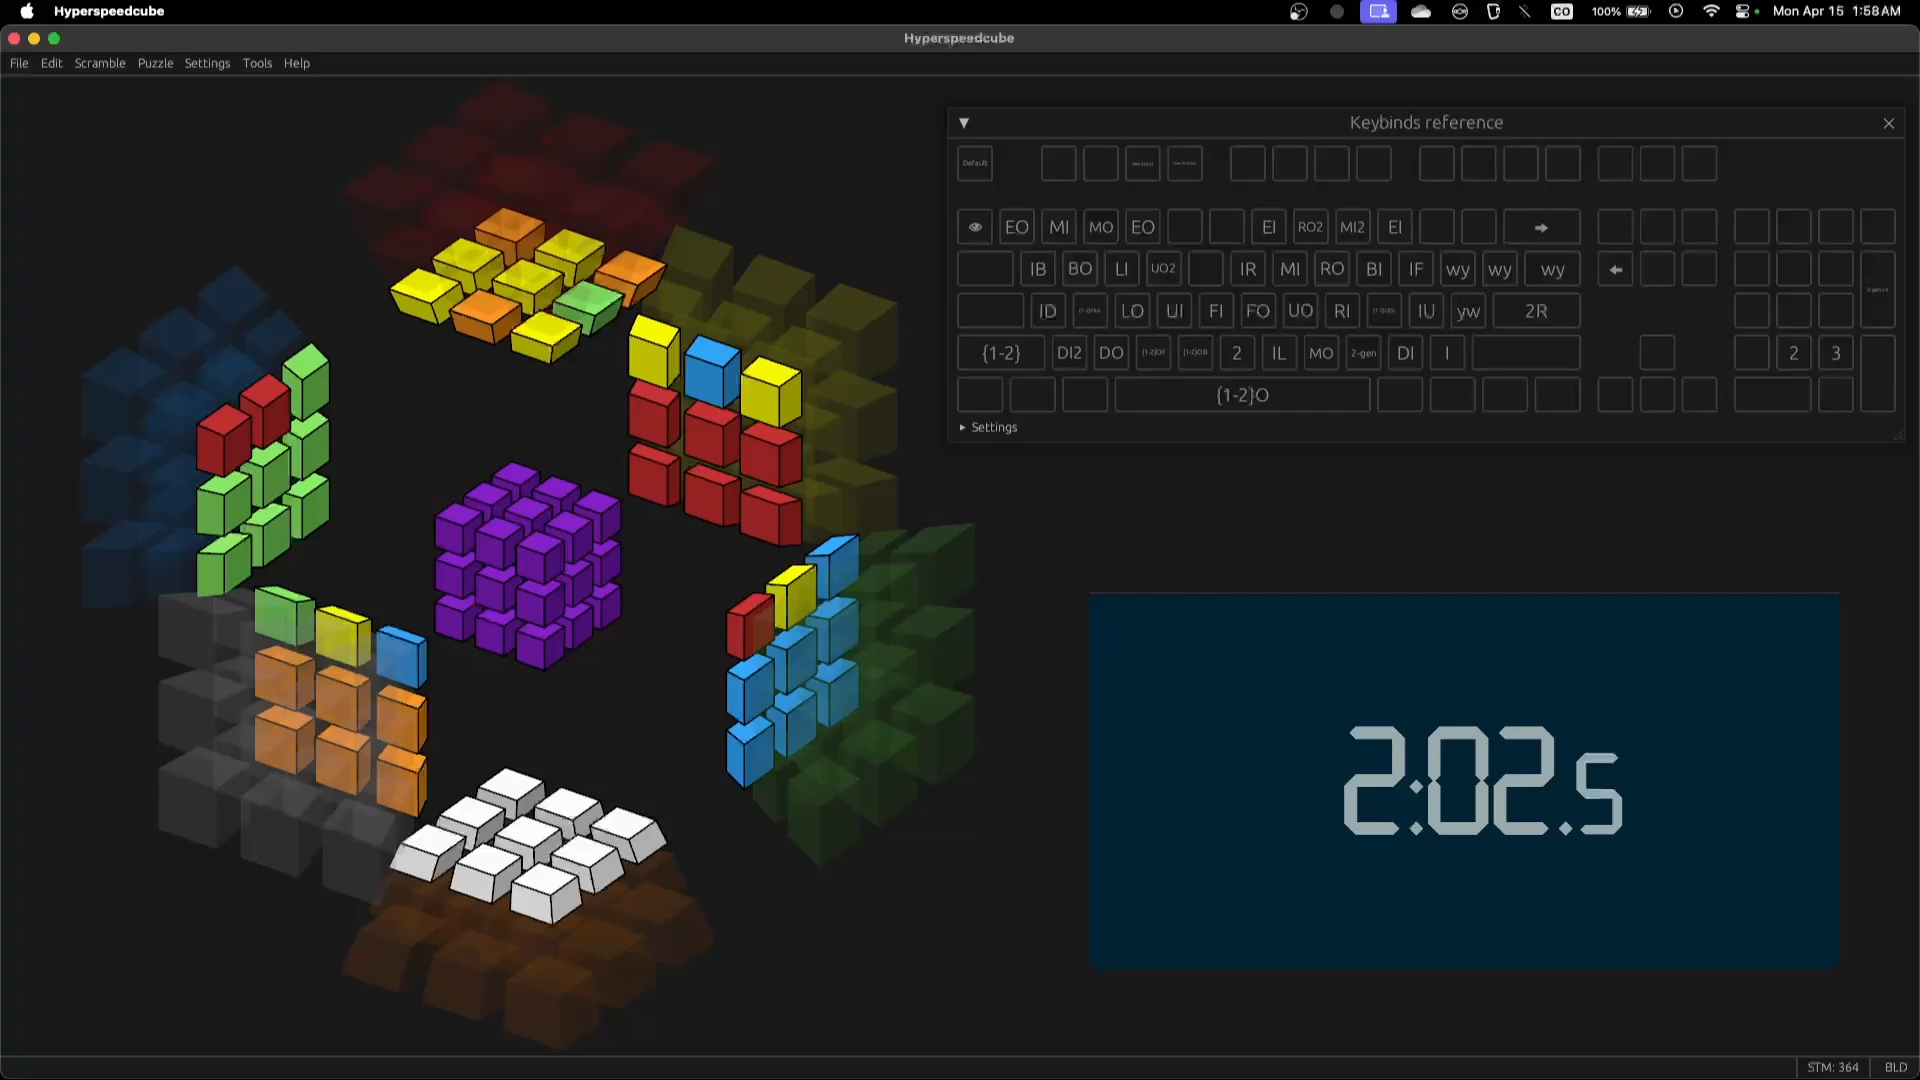 Hyperspeedcube
100%
Mon Apr 15 1:58 AM
Hyperspeedcube
File Edit Scramble Puzzle Settings Tools Help
Keybinds reference
Default
EO MI MO EO EI RO2 MI2 EI
IB BO LI UO2 IR MI RO BI IF wy wy wy
ID LO UI FI FO UO RI IU yw 2R
{1-2} DI2 DO 2 IL MO 2-gen DI I 2 3
{1-2}O
Settings
2:02.5
STM: 364 BLD